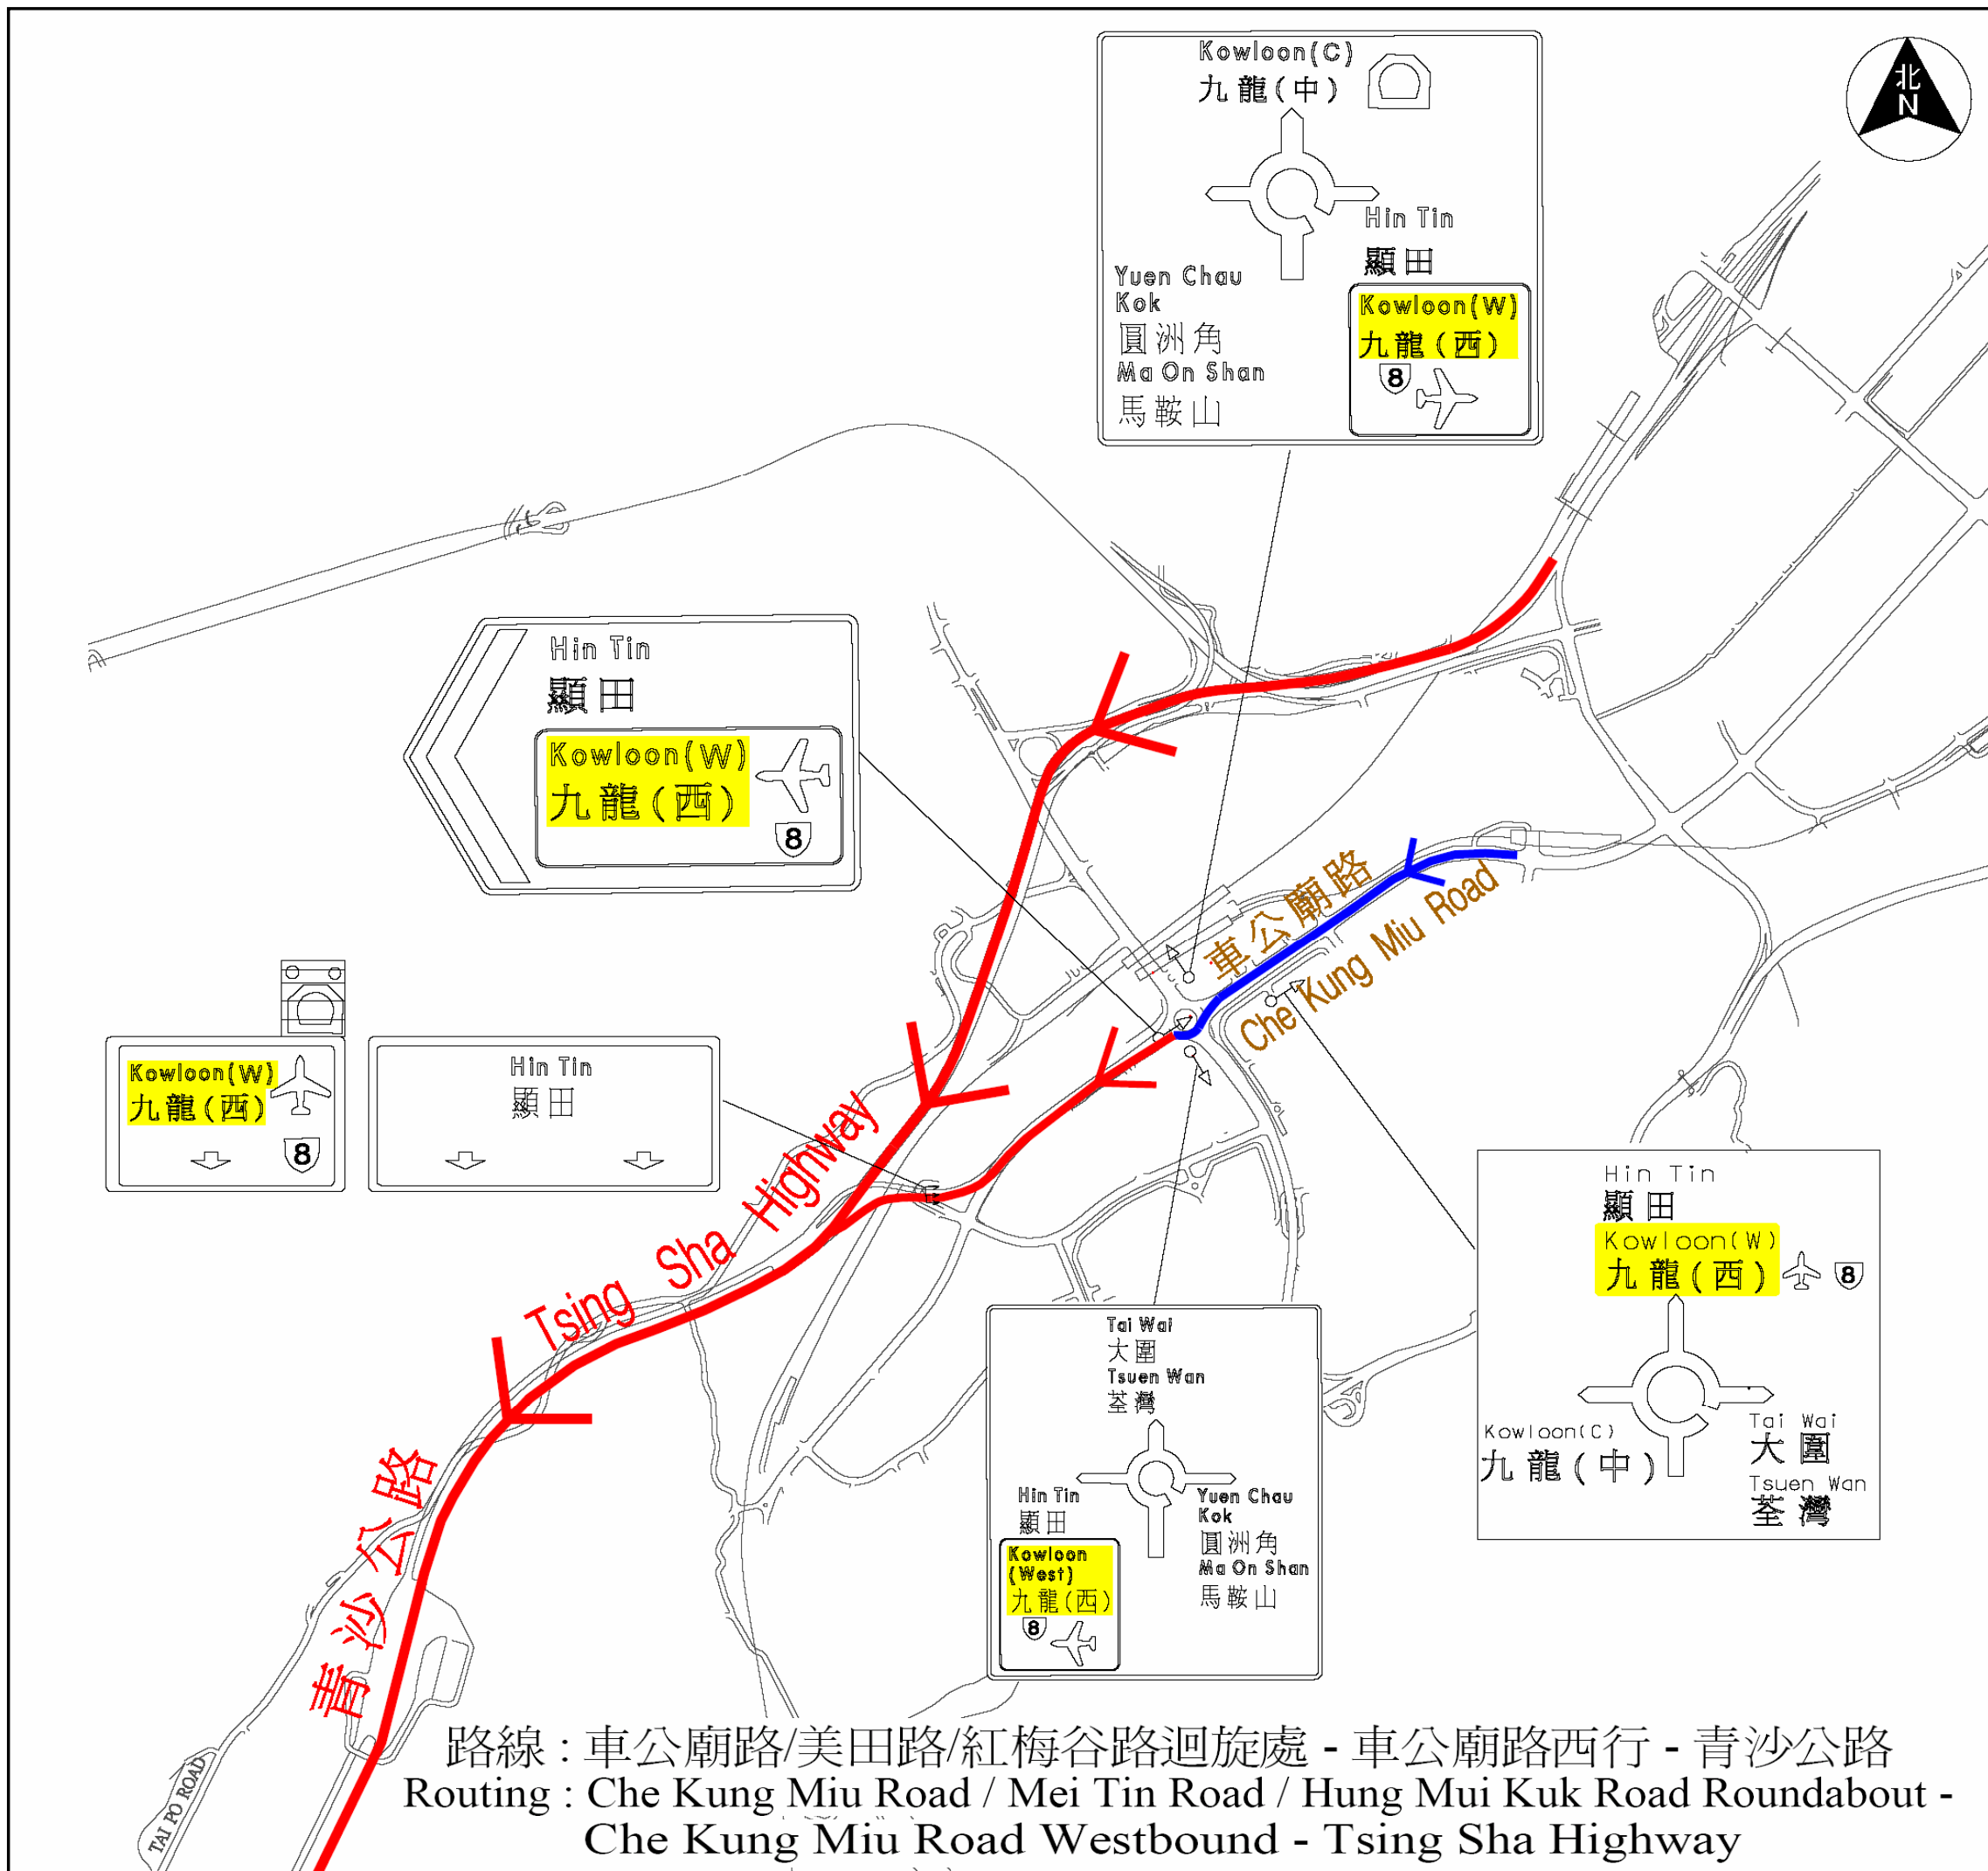 Kowloon(C)
九龍(中)
Hin Tin
顯田
Yuen Chau
Kok
圓洲角
Ma On Shan
馬鞍山
Kowloon(W)
九龍(西)
8
北
N
Hin Tin
顯田
Kowloon(W)
九龍(西)
8
車公廟路
Che Kung Miu Road
Kowloon(W)
九龍(西)
8
Hin Tin
顯田
Tsing Sha Highway
青沙公路
Hin Tin
顯田
Kowloon(W)
九龍(西)
8
Kowloon(C)
九龍(中)
Tai Wai
大圍
Tsuen Wan
荃灣
Tai Wai
大圍
Tsuen Wan
荃灣
Hin Tin
顯田
Kowloon
(West)
九龍(西)
8
Yuen Chau
Kok
圓洲角
Ma On Shan
馬鞍山
TAI PO ROAD
路線 : 車公廟路/美田路/紅梅谷路迴旋處 - 車公廟路西行 - 青沙公路
Routing : Che Kung Miu Road / Mei Tin Road / Hung Mui Kuk Road Roundabout -
Che Kung Miu Road Westbound - Tsing Sha Highway